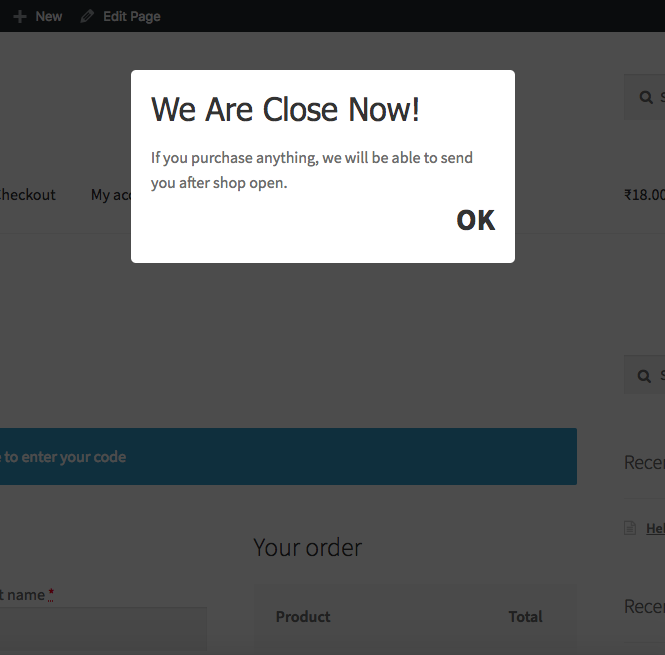 New Edit Page
We Are Close Now!
If you purchase anything, we will be able to send
you after shop open.
OK
heckout My acc ₹18.00
to enter your code
Your order
t name *
Product Total
Recen
Hel
Recen